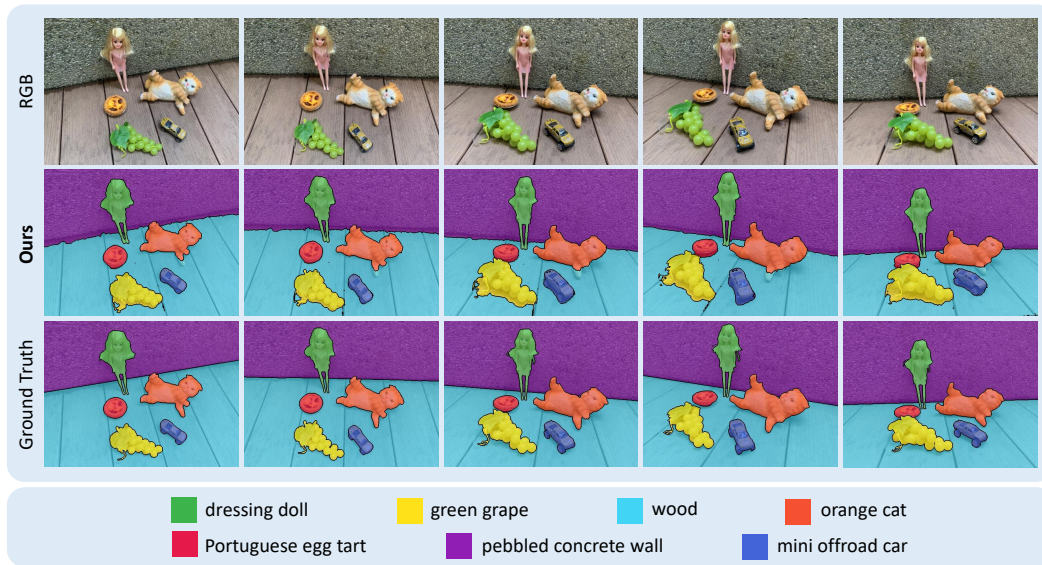 RGB
Ours
Ground Truth
dressing doll
green grape
wood
orange cat
Portuguese egg tart
pebbled concrete wall
mini offroad car